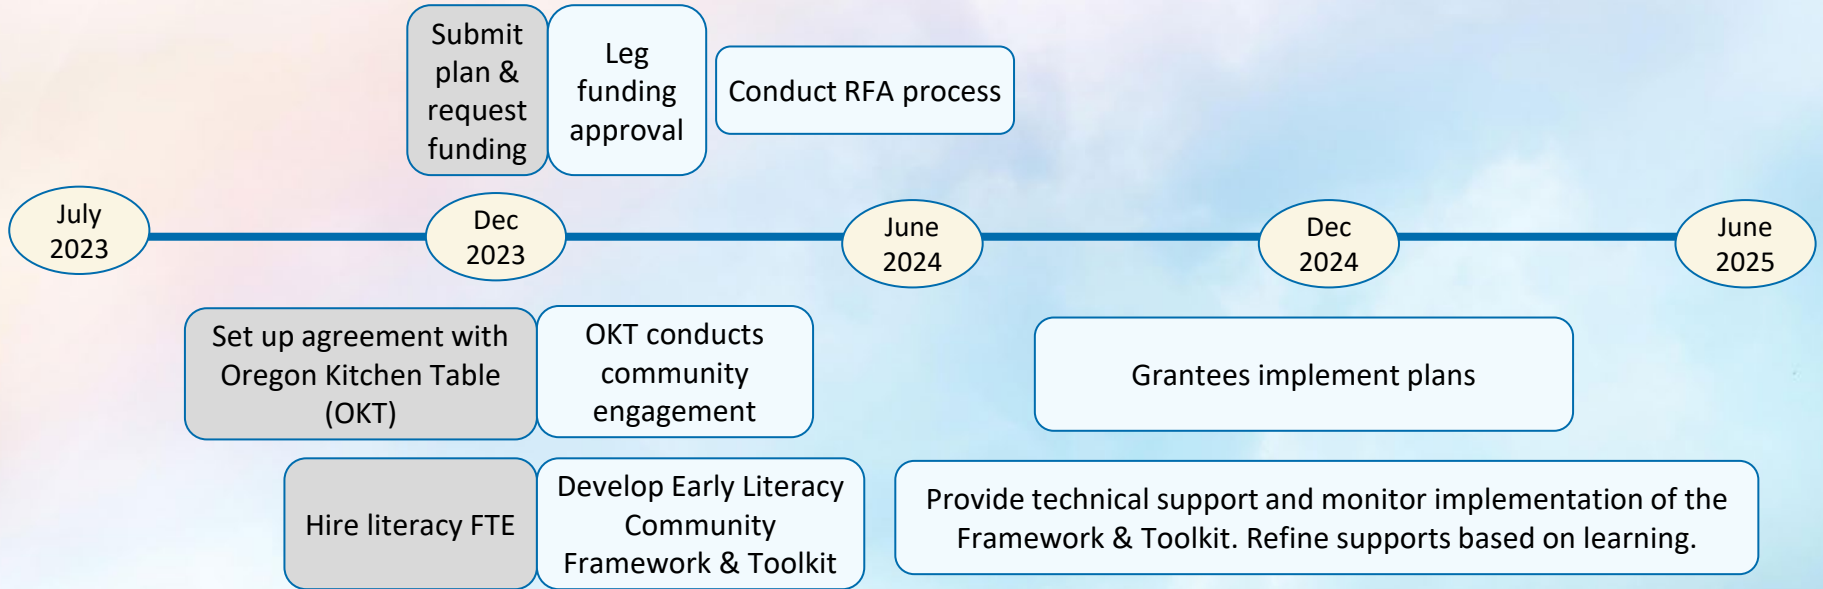 Submit
plan &
request
funding
Leg
funding
approval
Conduct RFA process
July
2023
Dec
2023
June
2024
Dec
2024
June
2025
Set up agreement with
Oregon Kitchen Table
(OKT)
OKT conducts
community
engagement
Grantees implement plans
Hire literacy FTE
Develop Early Literacy
Community
Framework & Toolkit
Provide technical support and monitor implementation of the
Framework & Toolkit. Refine supports based on learning.